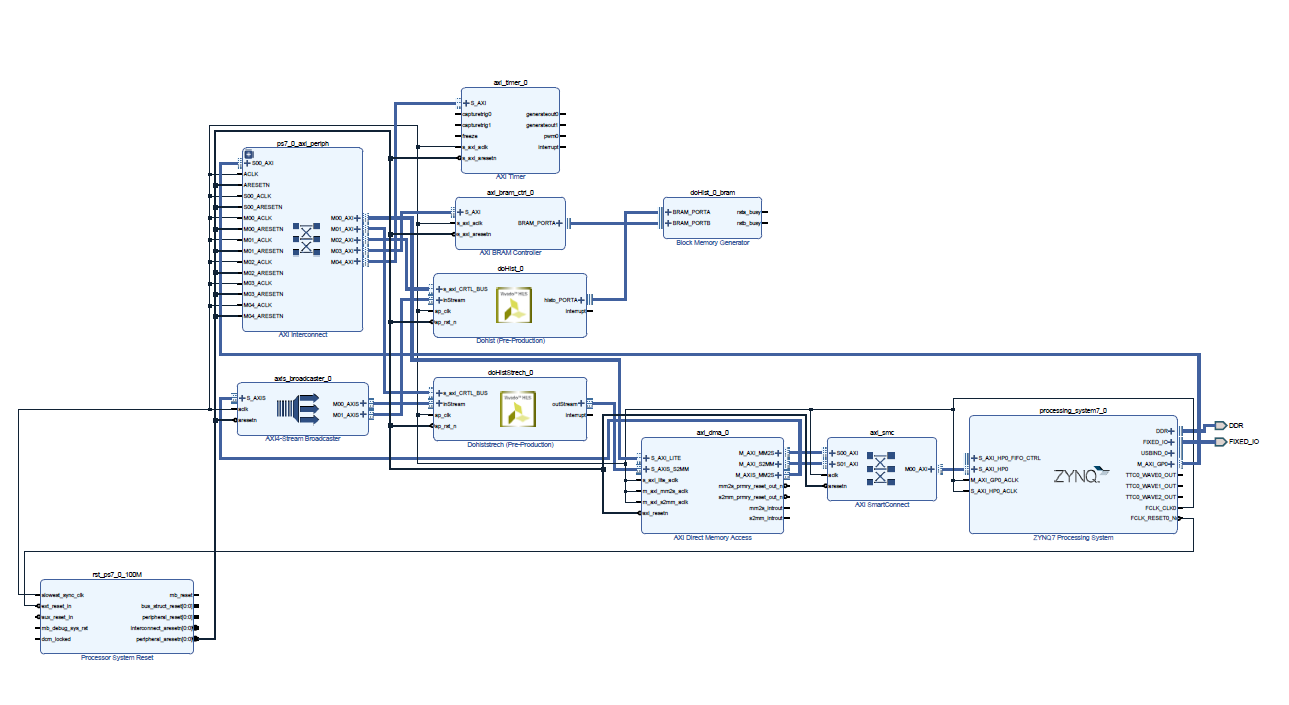 axi_timer_0
S_AXI
capturetrig0
capturetrig1
freeze
s_axi_aclk
s_axi_aresetn
generateout0
generateout1
pwm0
interrupt
AXI Timer
ps7_0_axi_periph
S00_AXI
ACLK
ARESETN
S00_ACLK
S00_ARESETN
M00_ACLK
M00_ARESETN
M01_ACLK
M01_ARESETN
M02_ACLK
M02_ARESETN
M03_ACLK
M03_ARESETN
M04_ACLK
M04_ARESETN
M00_AXI
M01_AXI
M02_AXI
M03_AXI
M04_AXI
AXI Interconnect
axi_bram_ctrl_0
S_AXI
s_axi_aclk
s_axi_aresetn
BRAM_PORTA
AXI BRAM Controller
doHist_0_bram
BRAM_PORTA
BRAM_PORTB
rsta_busy
rstb_busy
Block Memory Generator
doHist_0
s_axi_CRTL_BUS
inStream
ap_clk
ap_rst_n
Vivado™ HLS
histo_PORTA
interrupt
Dohist (Pre-Production)
axis_broadcaster_0
S_AXIS
aclk
aresetn
M00_AXIS
M01_AXIS
AXI4-Stream Broadcaster
doHistStrech_0
s_axi_CRTL_BUS
inStream
ap_clk
ap_rst_n
Vivado™ HLS
outStream
interrupt
Dohiststrech (Pre-Production)
axi_dma_0
S_AXI_LITE
S_AXIS_S2MM
s_axi_lite_aclk
m_axi_mm2s_aclk
m_axi_s2mm_aclk
axi_resetn
M_AXI_MM2S
M_AXI_S2MM
M_AXIS_MM2S
mm2s_prmry_reset_out_n
s2mm_prmry_reset_out_n
mm2s_introut
s2mm_introut
AXI Direct Memory Access
axi_smc
S00_AXI
S01_AXI
aclk
aresetn
M00_AXI
AXI SmartConnect
processing_system7_0
S_AXI_HP0_FIFO_CTRL
S_AXI_HP0
M_AXI_GP0_ACLK
S_AXI_HP0_ACLK
ZYNQ
DDR
FIXED_IO
USBIND_0
M_AXI_GP0
TTC0_WAVE0_OUT
TTC0_WAVE1_OUT
TTC0_WAVE2_OUT
FCLK_CLK0
FCLK_RESET0_N
ZYNQ7 Processing System
DDR
FIXED_IO
rst_ps7_0_100M
slowest_sync_clk
ext_reset_in
aux_reset_in
mb_debug_sys_rst
dcm_locked
mb_reset
bus_struct_reset[0:0]
peripheral_reset[0:0]
interconnect_aresetn[0:0]
peripheral_aresetn[0:0]
Processor System Reset